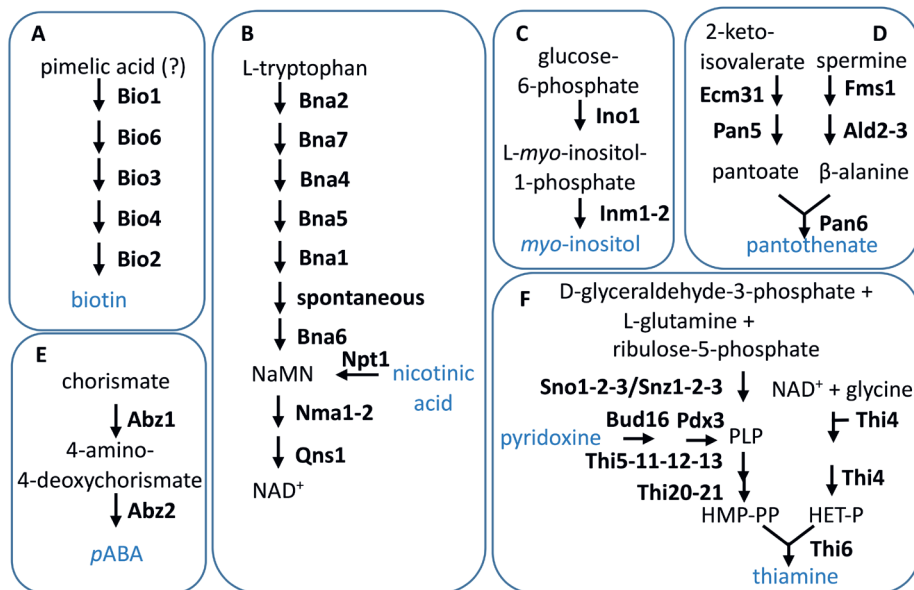 A
pimelic acid (?)
Bio1
Bio6
Bio3
Bio4
Bio2
biotin
B
L-tryptophan
Bna2
Bna7
Bna4
Bna5
Bna1
spontaneous
Bna6
Npt1
NaMN
nicotinic
acid
Nma1-2
Qns1
NAD⁺
C
glucose-
6-phosphate
Ino1
L-myo-inositol-
1-phosphate
Inm1-2
myo-inositol
D
2-keto-
isovalerate
spermine
Ecm31
Fms1
Pan5
Ald2-3
pantoate
β-alanine
Pan6
pantothenate
E
chorismate
Abz1
4-amino-
4-deoxychorismate
Abz2
pABA
F
D-glyceraldehyde-3-phosphate +
L-glutamine +
ribulose-5-phosphate
Sno1-2-3/Snz1-2-3
NAD⁺ + glycine
Bud16
Pdx3
Thi4
pyridoxine
PLP
Thi5-11-12-13
Thi4
Thi20-21
HMP-PP
HET-P
Thi6
thiamine